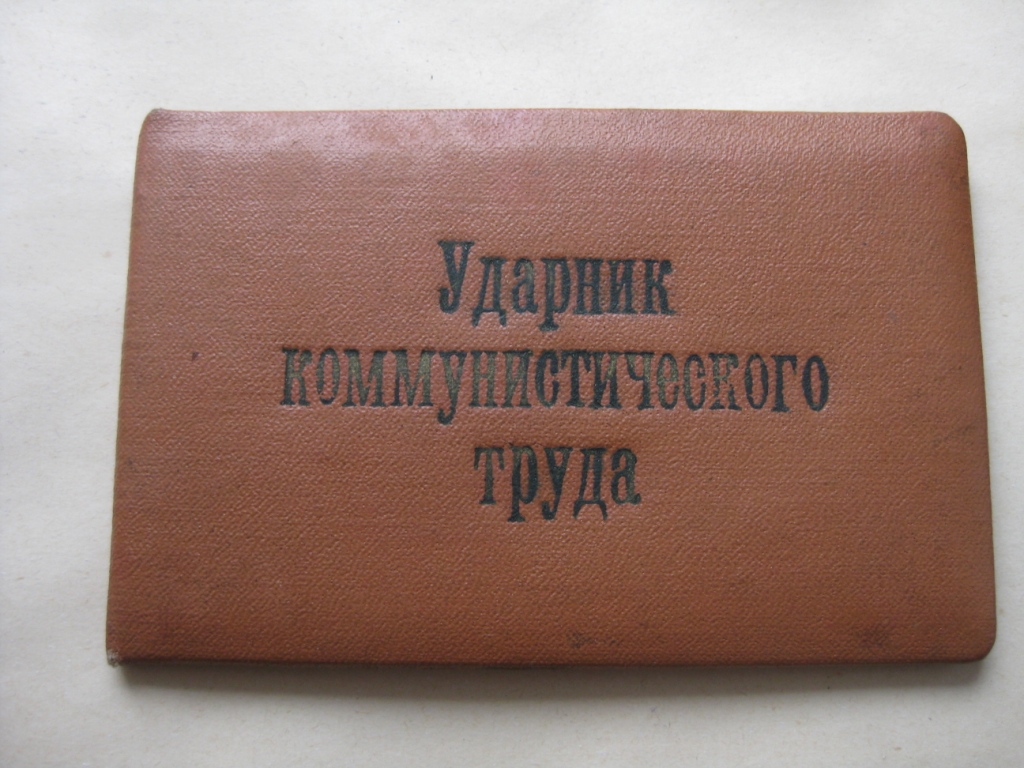 Ударник
коммунистического
труда